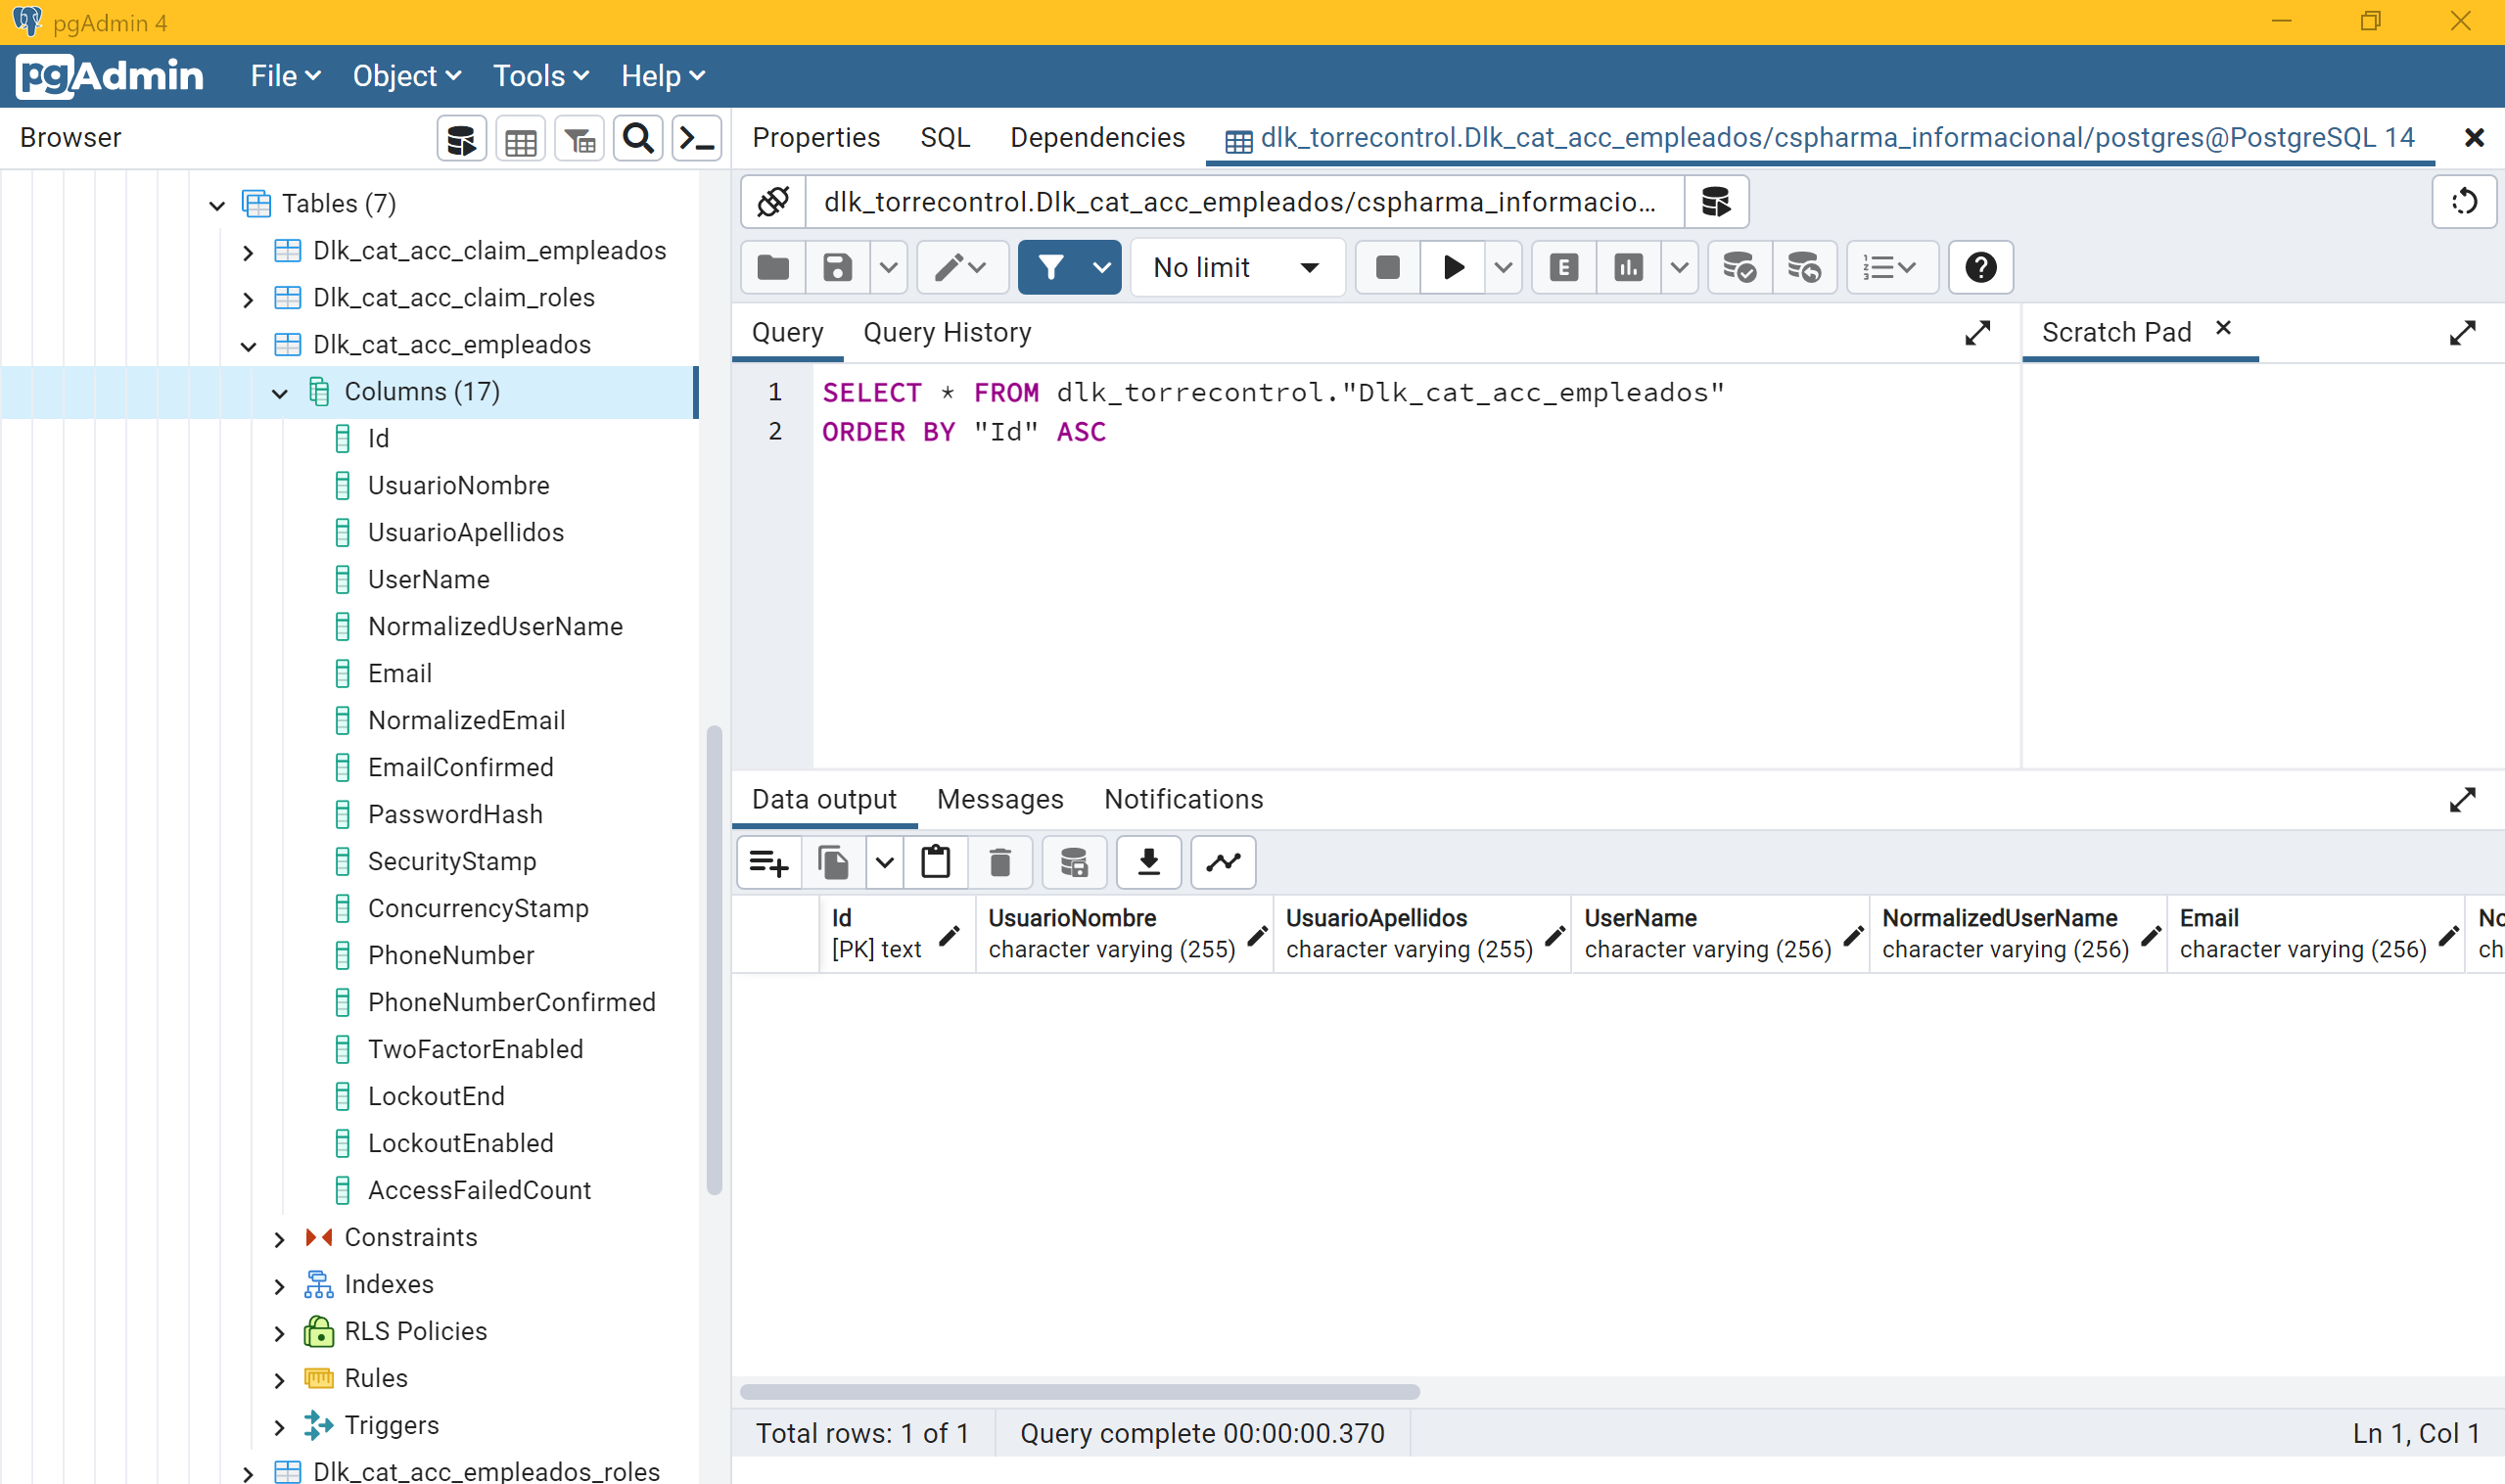 pgAdmin 4
pgAdmin
File Object Tools Help
Browser
Properties SQL Dependencies dlk_torrecontrol.Dlk_cat_acc_empleados/cspharma_informacional/postgres@PostgreSQL 14
Tables (7)
Dlk_cat_acc_claim_empleados
Dlk_cat_acc_claim_roles
Dlk_cat_acc_empleados
Columns (17)
Id
UsuarioNombre
UsuarioApellidos
UserName
NormalizedUserName
Email
NormalizedEmail
EmailConfirmed
PasswordHash
SecurityStamp
ConcurrencyStamp
PhoneNumber
PhoneNumberConfirmed
TwoFactorEnabled
LockoutEnd
LockoutEnabled
AccessFailedCount
Constraints
Indexes
RLS Policies
Rules
Triggers
Dlk_cat_acc_empleados_roles
dlk_torrecontrol.Dlk_cat_acc_empleados/cspharma_informacio...
No limit
E
Query Query History
Scratch Pad
1 SELECT * FROM dlk_torrecontrol."Dlk_cat_acc_empleados"
2 ORDER BY "Id" ASC
Data output Messages Notifications
Id UsuarioNombre UsuarioApellidos UserName NormalizedUserName Email No
[PK] text character varying (255) character varying (255) character varying (256) character varying (256) character varying (256) ch
Total rows: 1 of 1 Query complete 00:00:00.370 Ln 1, Col 1